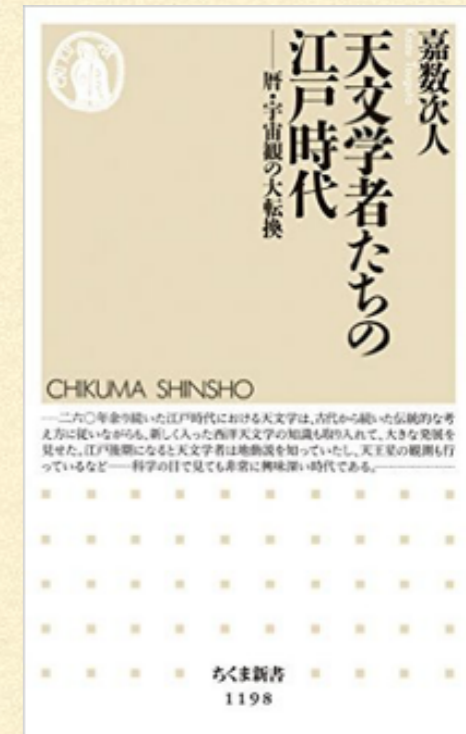 嘉数次人
天文学者たちの
江戸時代
──暦・宇宙観の大転換
CHIKUMA SHINSHO
──二六〇年余り続いた江戸時代における天文学は、古代から続いた伝統的な考
え方に従いながらも、新しく入った西洋天文学の知識も取り入れて、大きな発展を
見せた。江戸後期になると天文学者は地動説を知っていたし、天王星の観測も行
っているなど──科学の目で見ても非常に興味深い時代である。──
ちくま新書
1198